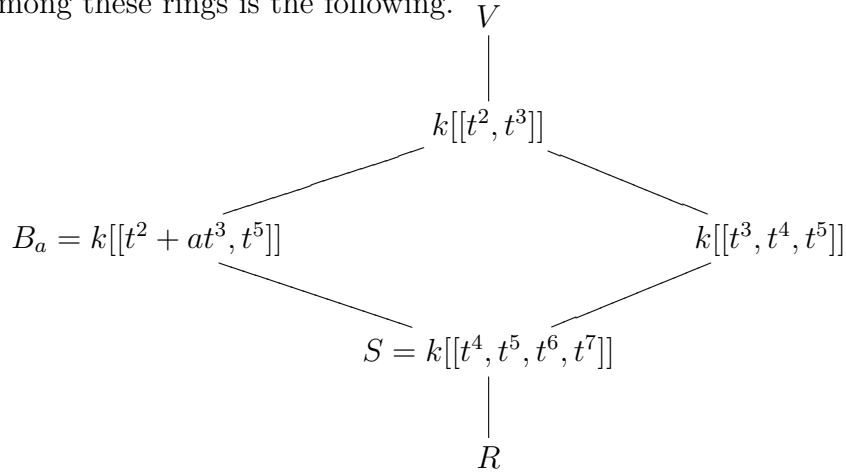 mong these rings is the following.
V
k[[t^2, t^3]]
B_a = k[[t^2 + at^3, t^5]]
k[[t^3, t^4, t^5]]
S = k[[t^4, t^5, t^6, t^7]]
R